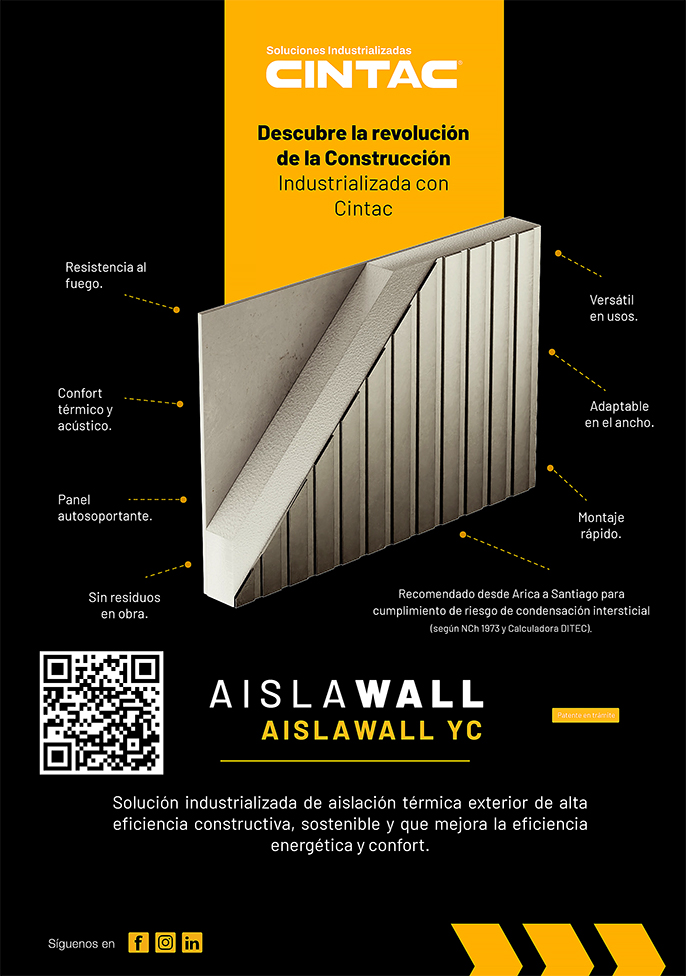 Soluciones Industrializadas
CINTAC®
Descubre la revolución
de la Construcción
Industrializada con
Cintac
Resistencia al
fuego.
Confort
térmico y
acústico.
Panel
autosoportante.
Sin residuos
en obra.
Versátil
en usos.
Adaptable
en el ancho.
Montaje
rápido.
Recomendado desde Arica a Santiago para
cumplimiento de riesgo de condensación intersticial
(según NCh 1973 y Calculadora DITEC).
AISLAWALL
AISLAWALL YC
Patente en trámite
Solución industrializada de aislación térmica exterior de alta
eficiencia constructiva, sostenible y que mejora la eficiencia
energética y confort.
Síguenos en